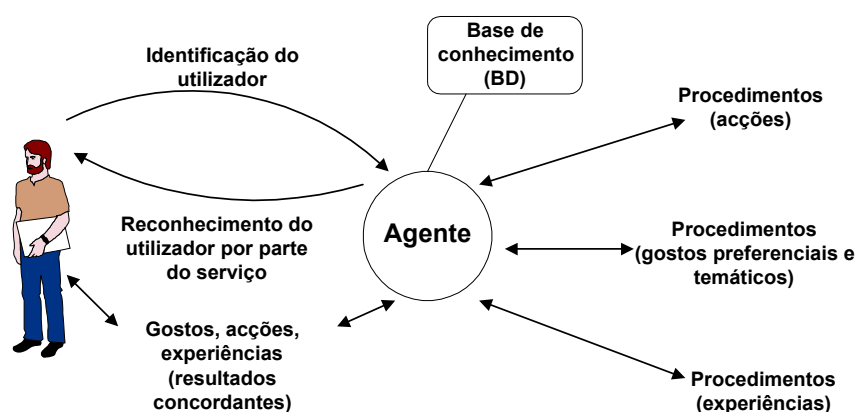 Identificação do
utilizador
Base de
conhecimento
(BD)
Procedimentos
(acções)
Agente
Reconhecimento do
utilizador por parte
do serviço
Procedimentos
(gostos preferenciais e
temáticos)
Gostos, acções,
experiências
(resultados
concordantes)
Procedimentos
(experiências)